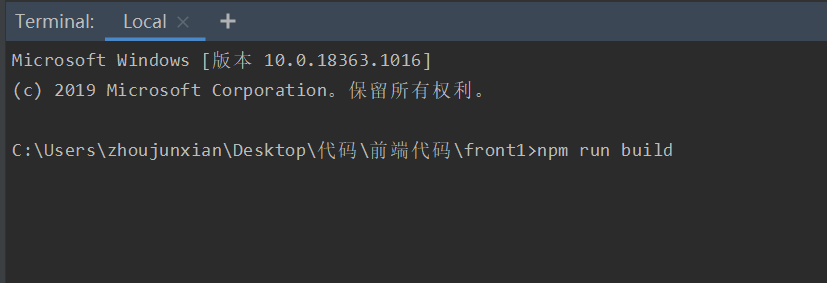 Terminal: Local × +
Microsoft Windows [版本 10.0.18363.1016]
(c) 2019 Microsoft Corporation。保留所有权利。
C:\Users\zhoujunxian\Desktop\代码\前端代码\front1>npm run build